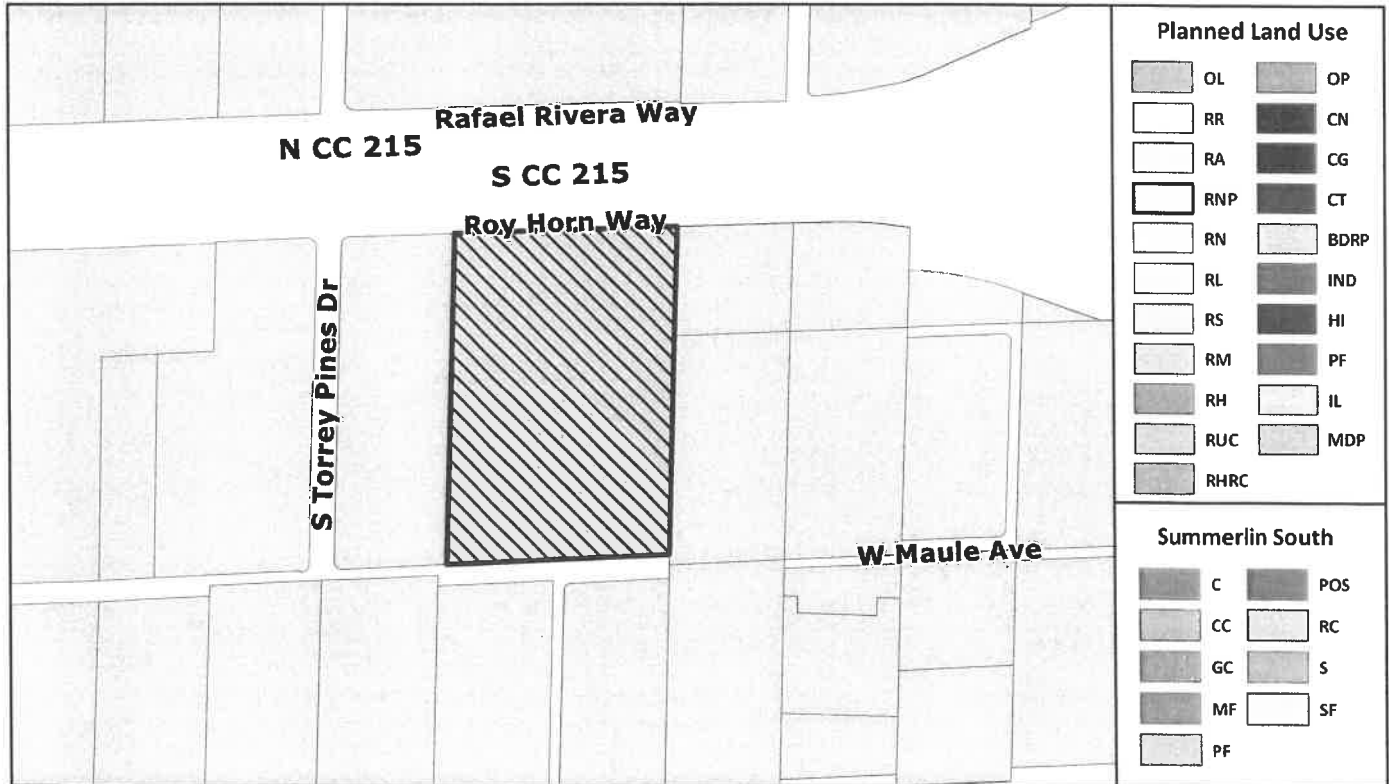 Rafael Rivera Way
N CC 215
S CC 215
Roy Horn Way
S Torrey Pines Dr
W Maule Ave
Planned Land Use
OL
RR
RA
RNP
RN
RL
RS
RM
RH
RUC
RHRC
OP
CN
CG
CT
BDRP
IND
HI
PF
IL
MDP
Summerlin South
C
CC
GC
MF
PF
POS
RC
S
SF